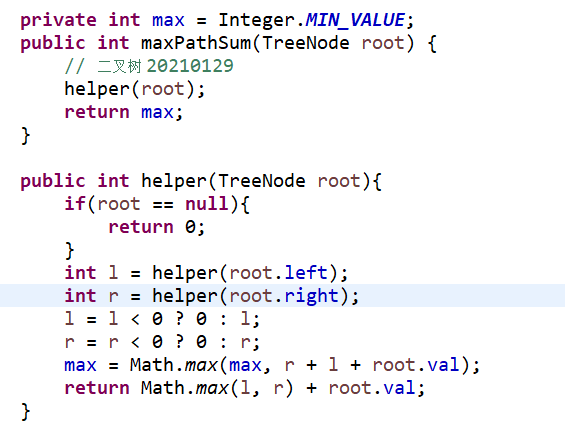 private int max = Integer.MIN_VALUE;
public int maxPathSum(TreeNode root) {
    // 二叉树 20210129
    helper(root);
    return max;
}

public int helper(TreeNode root){
    if(root == null){
        return 0;
    }
    int l = helper(root.left);
    int r = helper(root.right);
    l = l < 0 ? 0 : l;
    r = r < 0 ? 0 : r;
    max = Math.max(max, r + l + root.val);
    return Math.max(l, r) + root.val;
}